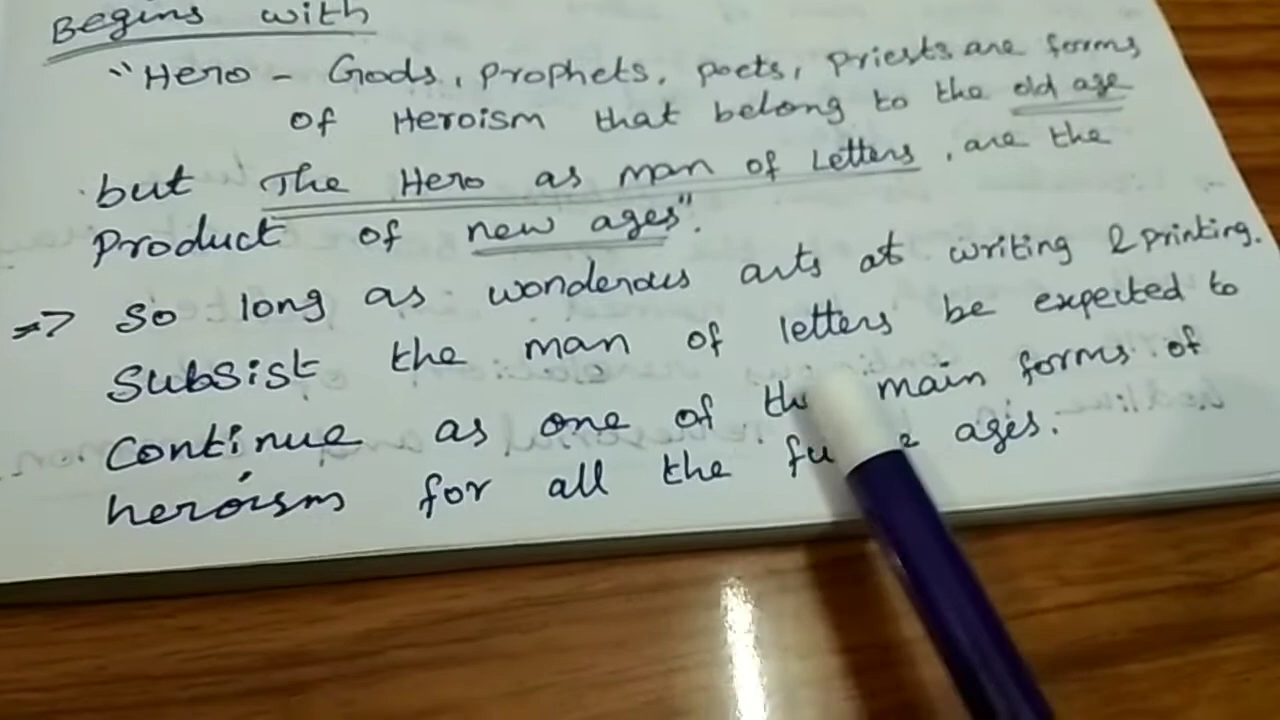 Begins with
"Hero - Gods, Prophets, Poets, Priests are forms
of Heroism that belong to the old age
but The Hero as man of Letters, are the
Product of new ages".
=> So long as wonderous arts at writing & printing.
Subsist the man of letters be expected to
Continue as one of main forms of
heroism for all the ages.